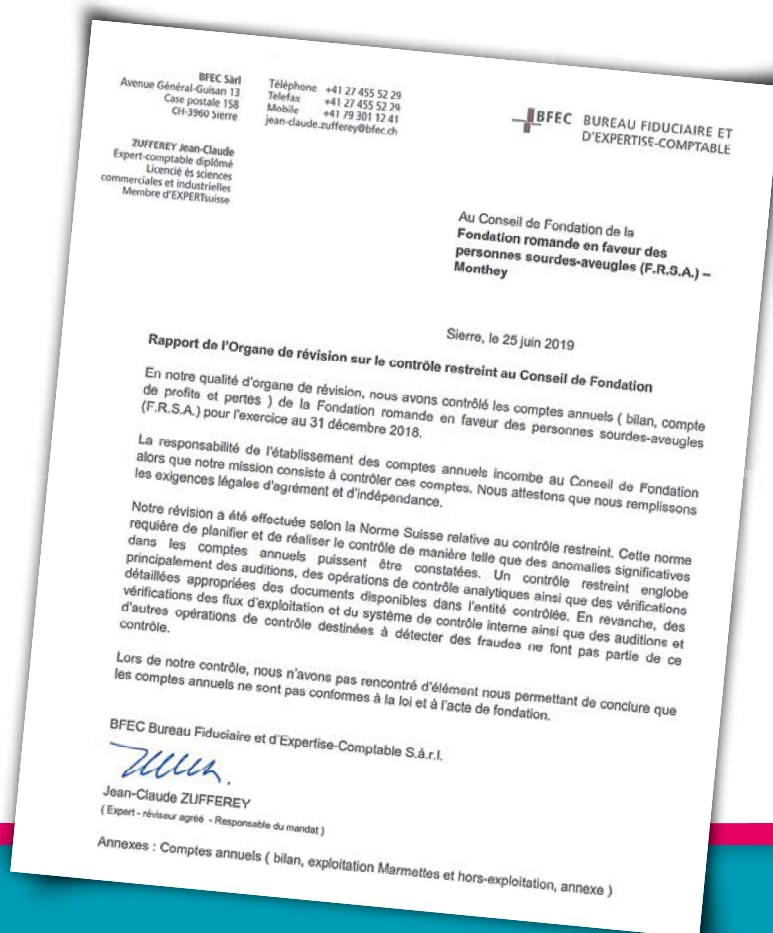 BFEC Sàrl
Avenue Général-Guisan 13
Case postale 158
CH-3960 Sierre
Téléphone +41 27 455 52 29
Telefax +41 27 455 52 29
Mobile +41 79 301 12 41
jean-claude.zufferey@bfec.ch
BFEC BUREAU FIDUCIAIRE ET
D'EXPERTISE-COMPTABLE
ZUFFEREY Jean-Claude
Expert-comptable diplômé
Licencié ès sciences
commerciales et industrielles
Membre d'EXPERTsuisse
Au Conseil de Fondation de la
Fondation romande en faveur des
personnes sourdes-aveugles (F.R.S.A.) –
Monthey
Sierre, le 25 juin 2019
Rapport de l'Organe de révision sur le contrôle restreint au Conseil de Fondation
En notre qualité d'organe de révision, nous avons contrôlé les comptes annuels ( bilan, compte
de profits et pertes ) de la Fondation romande en faveur des personnes sourdes-aveugles
(F.R.S.A.) pour l'exercice au 31 décembre 2018.
La responsabilité de l'établissement des comptes annuels incombe au Conseil de Fondation
alors que notre mission consiste à contrôler ces comptes. Nous attestons que nous remplissons
les exigences légales d'agrément et d'indépendance.
Notre révision a été effectuée selon la Norme Suisse relative au contrôle restreint. Cette norme
requière de planifier et de réaliser le contrôle de manière telle que des anomalies significatives
dans les comptes annuels puissent être constatées. Un contrôle restreint englobe
principalement des auditions, des opérations de contrôle analytiques ainsi que des vérifications
détaillées appropriées des documents disponibles dans l'entité contrôlée. En revanche, des
vérifications des flux d'exploitation et du système de contrôle interne ainsi que des auditions et
d'autres opérations de contrôle destinées à détecter des fraudes ne font pas partie de ce
contrôle.
Lors de notre contrôle, nous n'avons pas rencontré d'élément nous permettant de conclure que
les comptes annuels ne sont pas conformes à la loi et à l'acte de fondation.
BFEC Bureau Fiduciaire et d'Expertise-Comptable S.à.r.l.
Jean-Claude ZUFFEREY
( Expert - réviseur agréé - Responsable du mandat )
Annexes : Comptes annuels ( bilan, exploitation Marmettes et hors-exploitation, annexe )